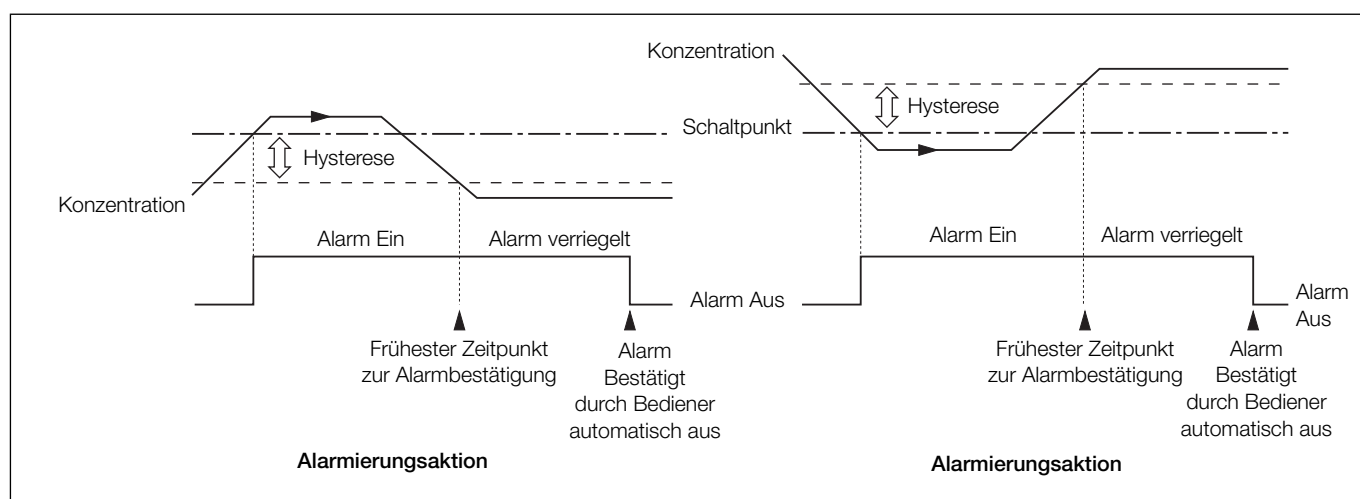 Konzentration
Hysterese
Schaltpunkt
Hysterese
Konzentration
Alarm Ein
Alarm verriegelt
Alarm Ein
Alarm verriegelt
Alarm Aus
Alarm
Aus
Frühester Zeitpunkt
zur Alarmbestätigung
Alarm
Bestätigt
durch Bediener
automatisch aus
Frühester Zeitpunkt
zur Alarmbestätigung
Alarm
Bestätigt
durch Bediener
automatisch aus
Alarmierungsaktion
Alarmierungsaktion